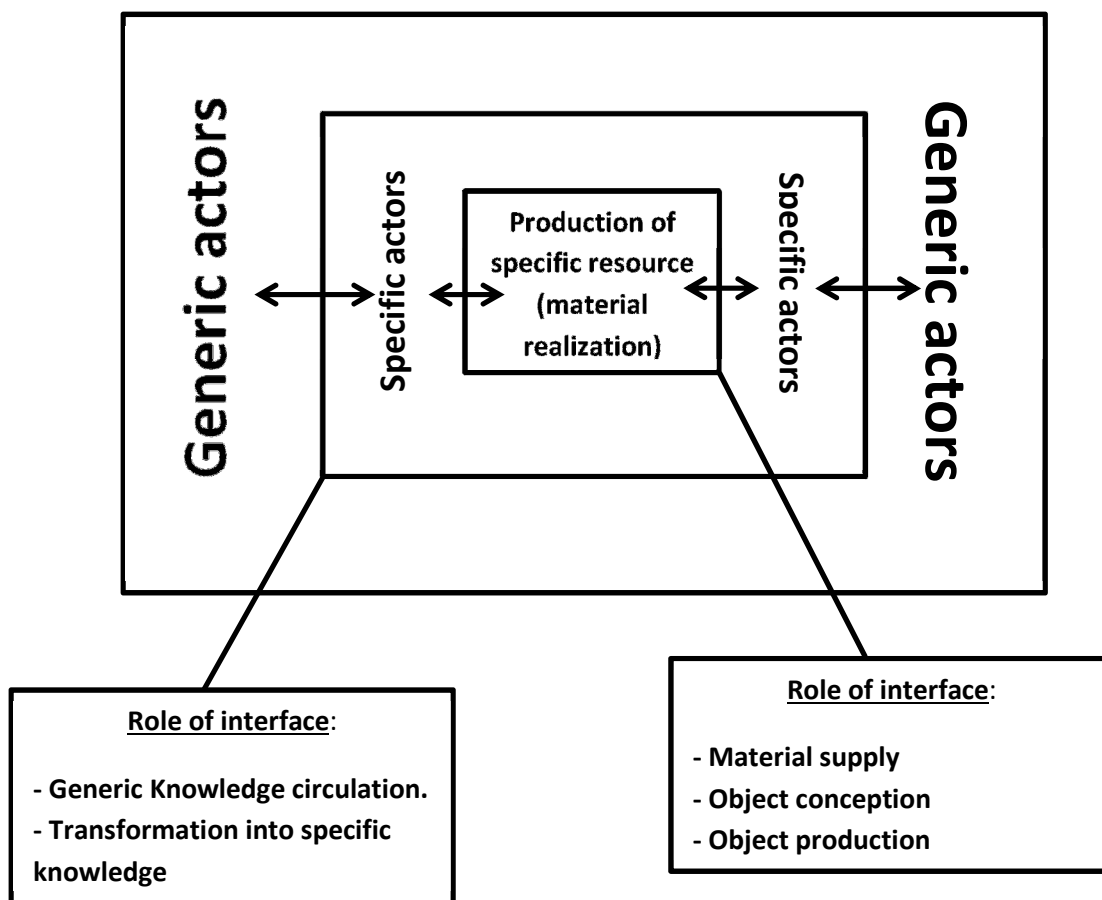 Generic actors
Specific actors
Production of
specific resource
(material
realization)
Specific actors
Generic actors
Role of interface:
- Generic Knowledge circulation.
- Transformation into specific
knowledge
Role of interface:
- Material supply
- Object conception
- Object production